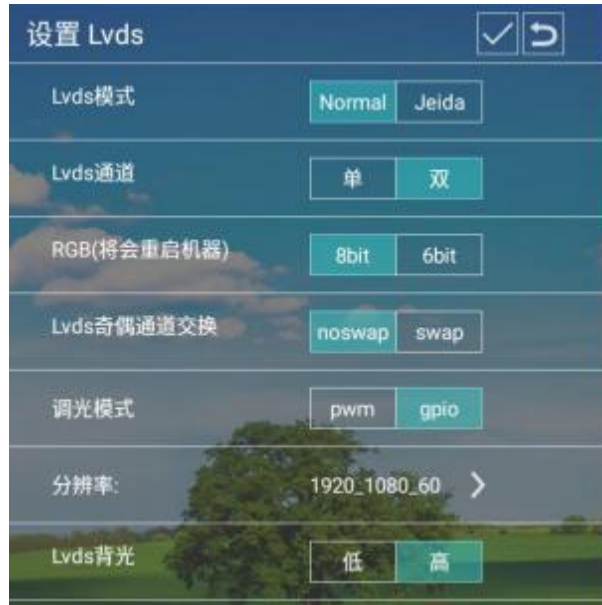 设置 Lvds
Lvds模式 Normal Jeida
Lvds通道 单 双
RGB(将会重启机器) 8bit 6bit
Lvds奇偶通道交换 noswap swap
调光模式 pwm gpio
分辨率: 1920_1080_60
Lvds背光 低 高